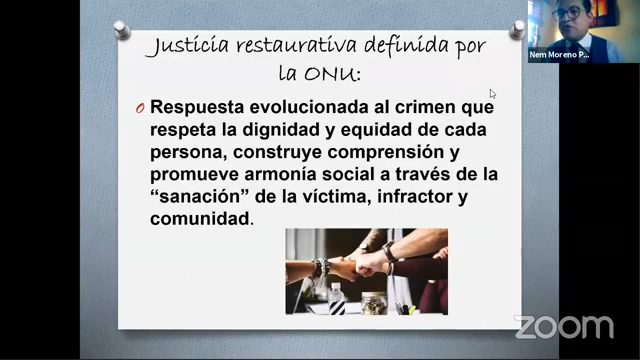 Justicia restaurativa definida por
la ONU:
Respuesta evolucionada al crimen que
respeta la dignidad y equidad de cada
persona, construye comprensión y
promueve armonía social a través de la
“sanación” de la víctima, infractor y
comunidad.
Nem Moreno P...
zoom